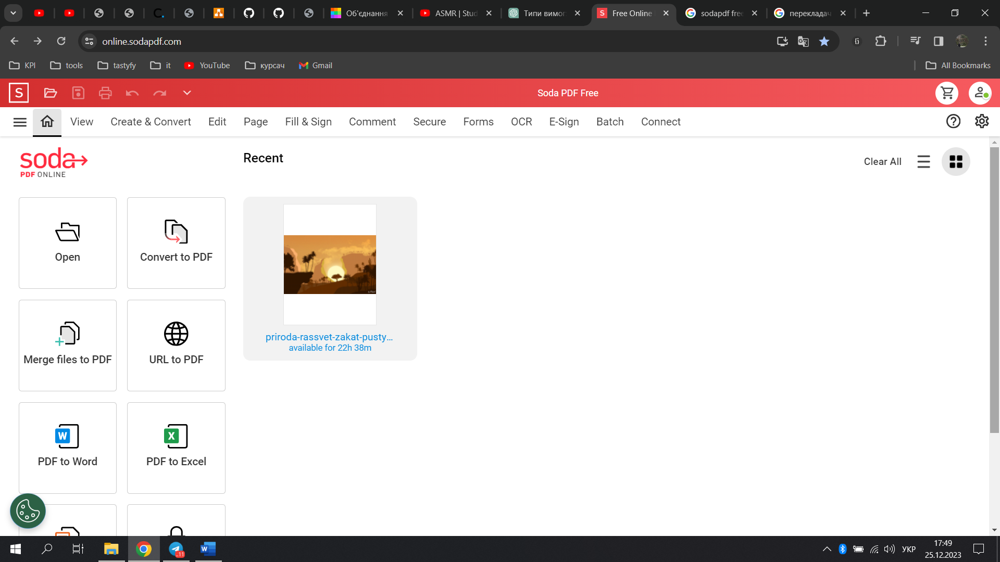 Об'єднання
ASMR | Stud
Типи вимог
Free Online
sodapdf free
перекладач
online.sodapdf.com
KPI
tools
tastyfy
it
YouTube
курсач
Gmail
All Bookmarks
S
Soda PDF Free
View
Create & Convert
Edit
Page
Fill & Sign
Comment
Secure
Forms
OCR
E-Sign
Batch
Connect
soda
PDF ONLINE
Recent
Clear All
Open
Convert to PDF
priroda-rassvet-zakat-pusty...
available for 22h 38m
Merge files to PDF
URL to PDF
W
PDF to Word
X
PDF to Excel
..11
W
УКР
17:49
25.12.2023